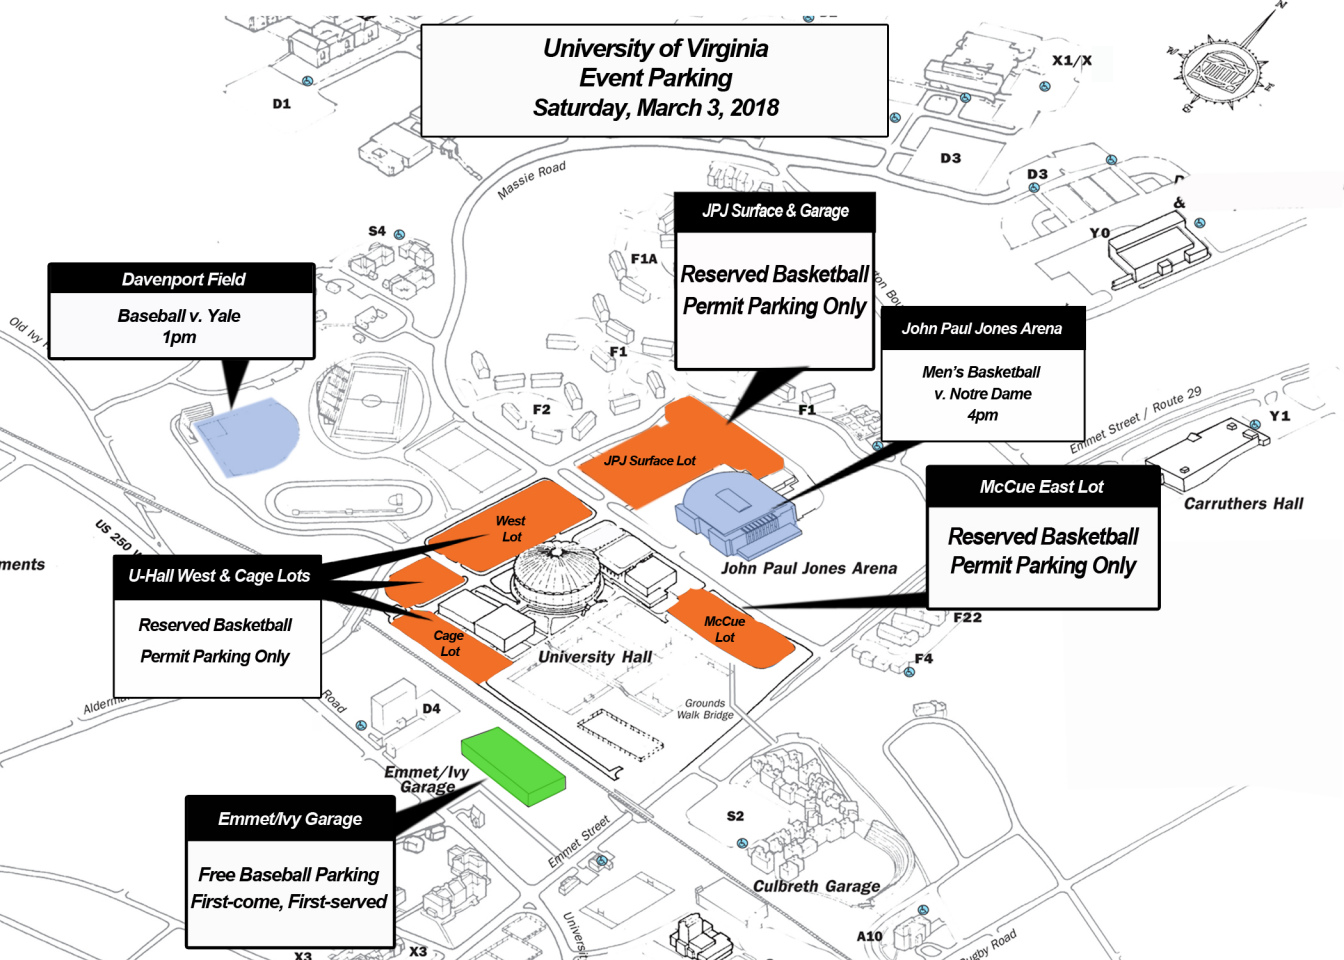 University of Virginia
Event Parking
Saturday, March 3, 2018
N
E
S
X1/X
D1
D3
D3
&
Y0
Massie Road
JPJ Surface & Garage
Reserved Basketball
Permit Parking Only
S4
F1A
Davenport Field
Baseball v. Yale
1pm
John Paul Jones Arena
Men's Basketball
v. Notre Dame
4pm
Old Ivy
F1
F2
F1
Emmet Street / Route 29
Y1
JPJ Surface Lot
McCue East Lot
Reserved Basketball
Permit Parking Only
Carruthers Hall
West
Lot
US 250
ments
John Paul Jones Arena
U-Hall West & Cage Lots
Reserved Basketball
Permit Parking Only
McCue
Lot
F22
Cage
Lot
University Hall
F4
Road
D4
Grounds
Walk Bridge
Emmet/Ivy
Garage
Emmet/Ivy Garage
Free Baseball Parking
First-come, First-served
S2
Emmet Street
Culbreth Garage
A10
Rugby Road
X3
X3